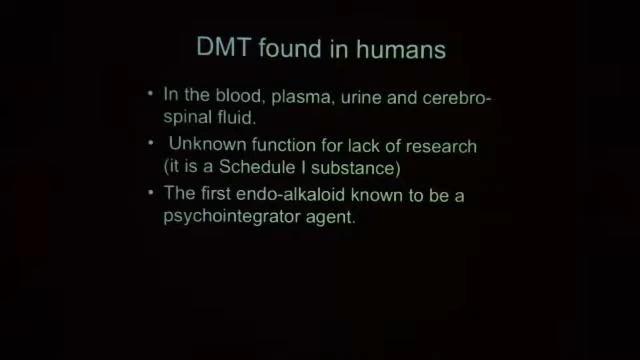 DMT found in humans
• In the blood, plasma, urine and cerebro-
spinal fluid.
• Unknown function for lack of research
(it is a Schedule I substance)
• The first endo-alkaloid known to be a
psychointegrator agent.